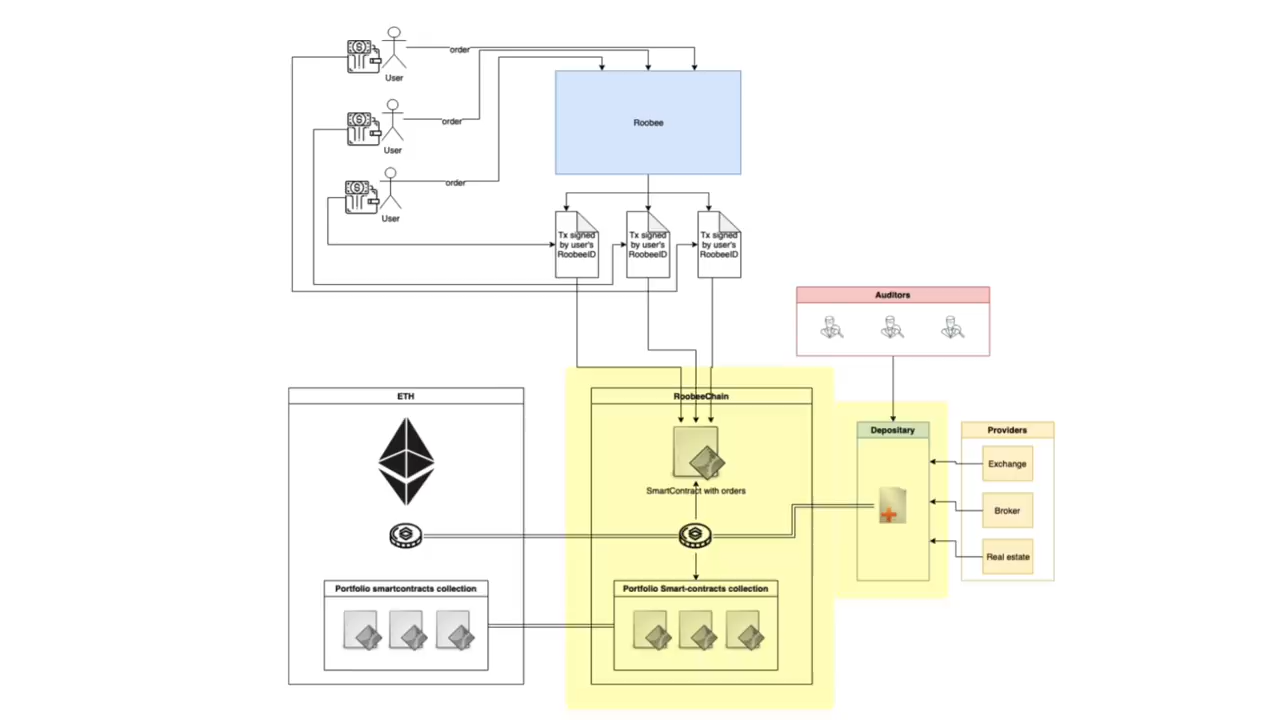 order
User
Roobee
order
User
order
User
Tx signed
by user's
RoobeeID
Tx signed
by user's
RoobeeID
Tx signed
by user's
RoobeeID
Auditors
ETH
RoobeeChain
SmartContract with orders
Depositary
Providers
Exchange
Broker
Real estate
Portfolio smartcontracts collection
Portfolio Smart-contracts collection